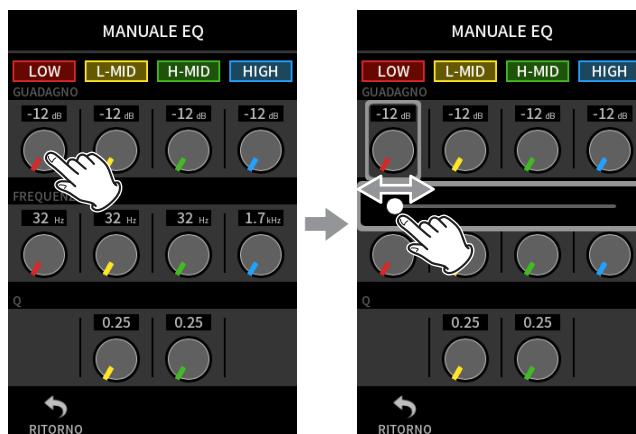 MANUALE EQ
LOW L-MID H-MID HIGH
GUADAGNO
-12 dB -12 dB -12 dB -12 dB
FREQUEN
32 Hz 32 Hz 32 Hz 1.7 kHz
Q
0.25 0.25
RITORNO
MANUALE EQ
LOW L-MID H-MID HIGH
GUADAGNO
-12 dB -12 dB -12 dB -12 dB
Q
0.25 0.25
RITORNO